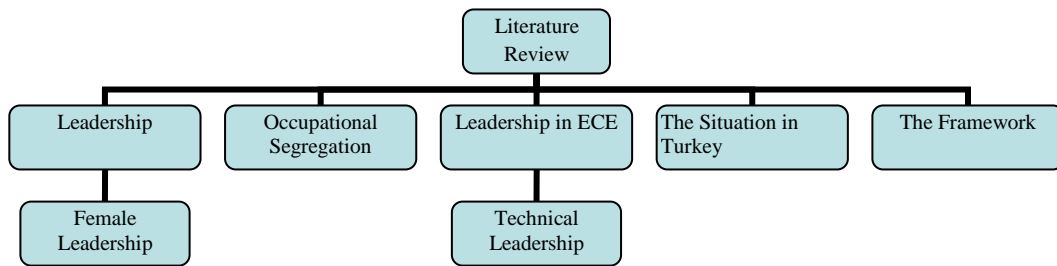 Literature
Review
Leadership
Occupational
Segregation
Leadership in ECE
The Situation in
Turkey
The Framework
Female
Leadership
Technical
Leadership